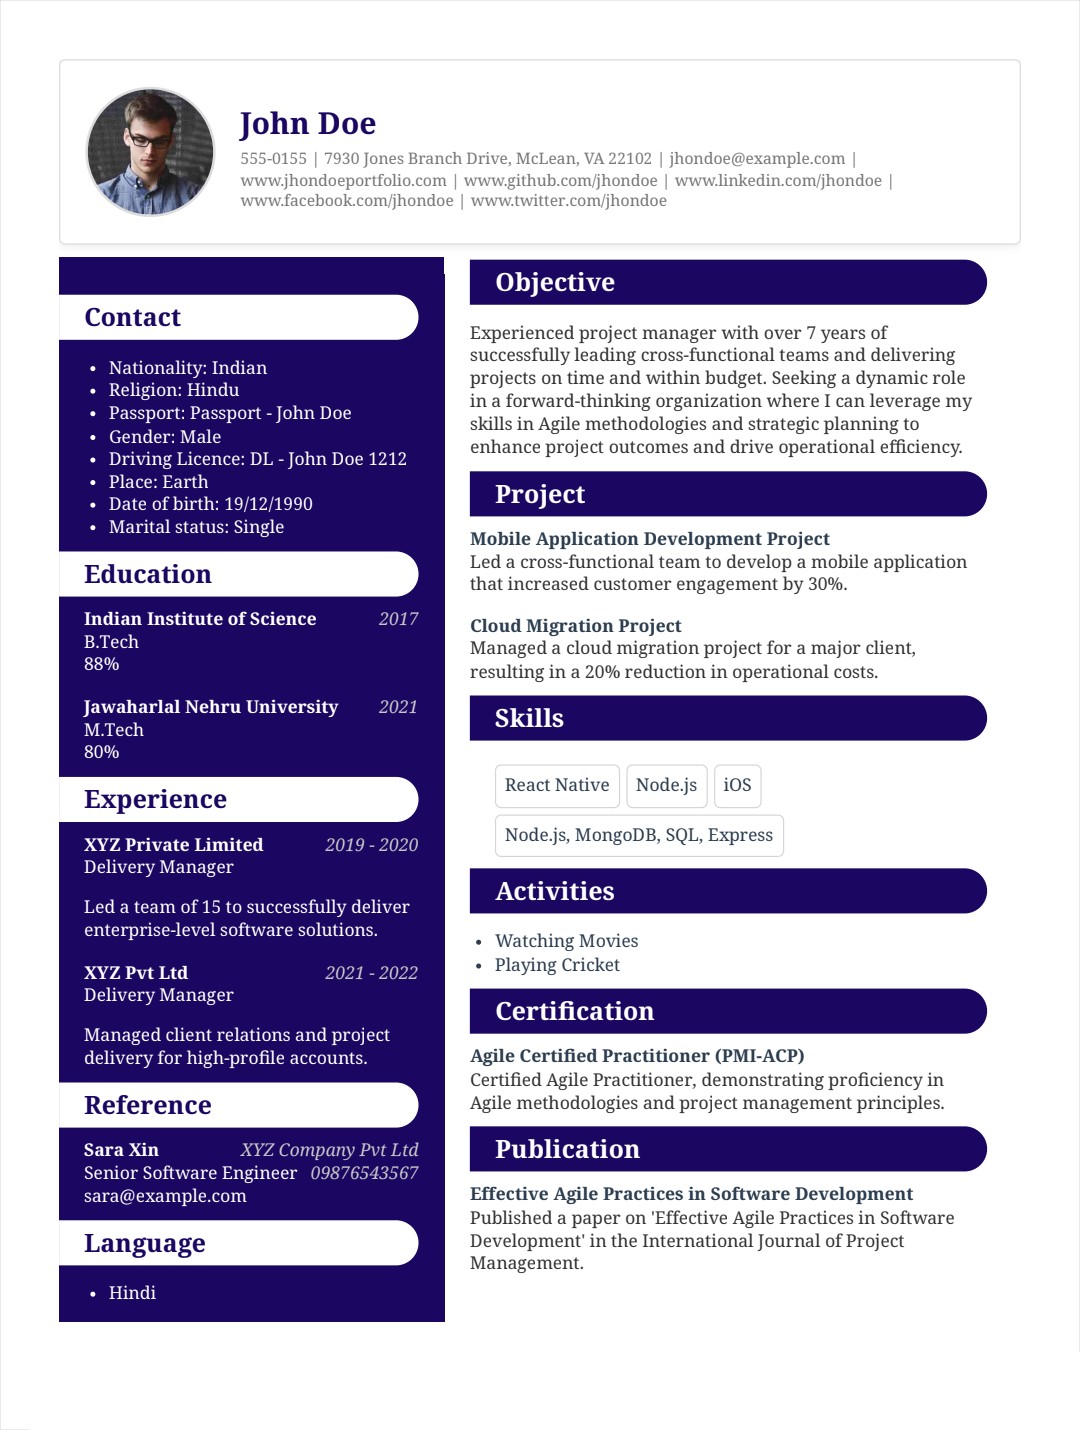 John Doe
555-0155 | 7930 Jones Branch Drive, McLean, VA 22102 | jhondoe@example.com |
www.jhondoeportfolio.com | www.github.com/jhondoe | www.linkedin.com/jhondoe |
www.facebook.com/jhondoe | www.twitter.com/jhondoe
Contact
• Nationality: Indian
• Religion: Hindu
• Passport: Passport - John Doe
• Gender: Male
• Driving Licence: DL - John Doe 1212
• Place: Earth
• Date of birth: 19/12/1990
• Marital status: Single
Education
Indian Institute of Science 2017
B.Tech
88%
Jawaharlal Nehru University 2021
M.Tech
80%
Experience
XYZ Private Limited 2019 - 2020
Delivery Manager
Led a team of 15 to successfully deliver
enterprise-level software solutions.
XYZ Pvt Ltd 2021 - 2022
Delivery Manager
Managed client relations and project
delivery for high-profile accounts.
Reference
Sara Xin XYZ Company Pvt Ltd
Senior Software Engineer 09876543567
sara@example.com
Language
• Hindi
Objective
Experienced project manager with over 7 years of
successfully leading cross-functional teams and delivering
projects on time and within budget. Seeking a dynamic role
in a forward-thinking organization where I can leverage my
skills in Agile methodologies and strategic planning to
enhance project outcomes and drive operational efficiency.
Project
Mobile Application Development Project
Led a cross-functional team to develop a mobile application
that increased customer engagement by 30%.
Cloud Migration Project
Managed a cloud migration project for a major client,
resulting in a 20% reduction in operational costs.
Skills
React Native Node.js iOS
Node.js, MongoDB, SQL, Express
Activities
• Watching Movies
• Playing Cricket
Certification
Agile Certified Practitioner (PMI-ACP)
Certified Agile Practitioner, demonstrating proficiency in
Agile methodologies and project management principles.
Publication
Effective Agile Practices in Software Development
Published a paper on 'Effective Agile Practices in Software
Development' in the International Journal of Project
Management.